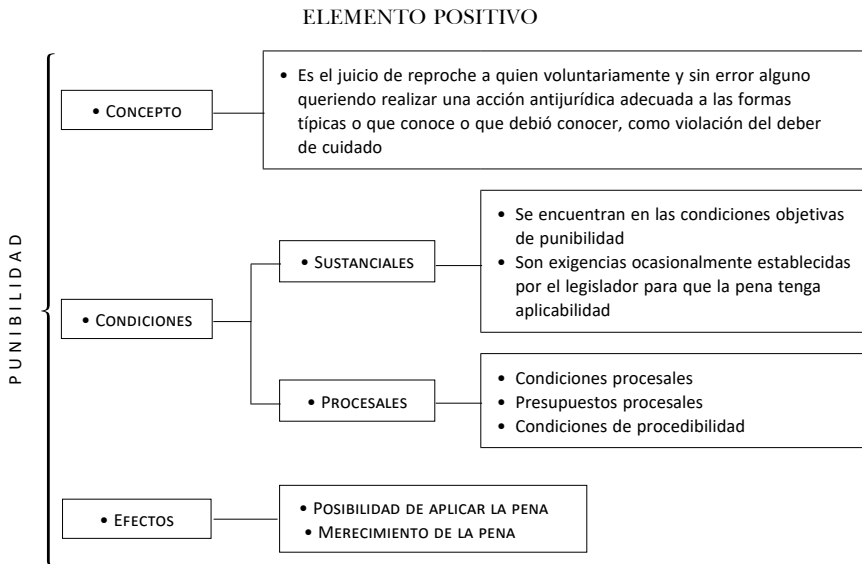 ELEMENTO POSITIVO
PUNIBILIDAD
• CONCEPTO
• Es el juicio de reproche a quien voluntariamente y sin error alguno
queriendo realizar una acción antijurídica adecuada a las formas
típicas o que conoce o que debió conocer, como violación del deber
de cuidado
• CONDICIONES
• SUSTANCIALES
• Se encuentran en las condiciones objetivas
de punibilidad
• Son exigencias ocasionalmente establecidas
por el legislador para que la pena tenga
aplicabilidad
• PROCESALES
• Condiciones procesales
• Presupuestos procesales
• Condiciones de procedibilidad
• EFECTOS
• POSIBILIDAD DE APLICAR LA PENA
• MERECIMIENTO DE LA PENA